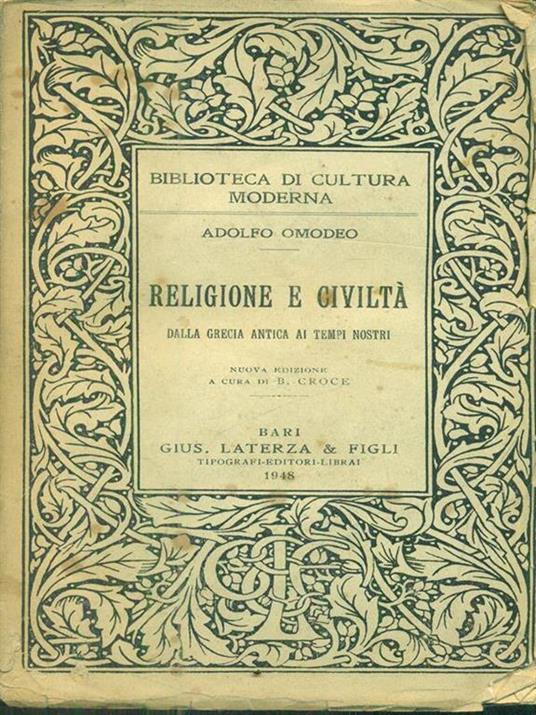 BIBLIOTECA DI CULTURA
MODERNA
ADOLFO OMODEO
RELIGIONE E CIVILTÀ
DALLA GRECIA ANTICA AI TEMPI NOSTRI
NUOVA EDIZIONE
A CURA DI B. CROCE
BARI
GIUS. LATERZA & FIGLI
TIPOGRAFI-EDITORI-LIBRAI
1948